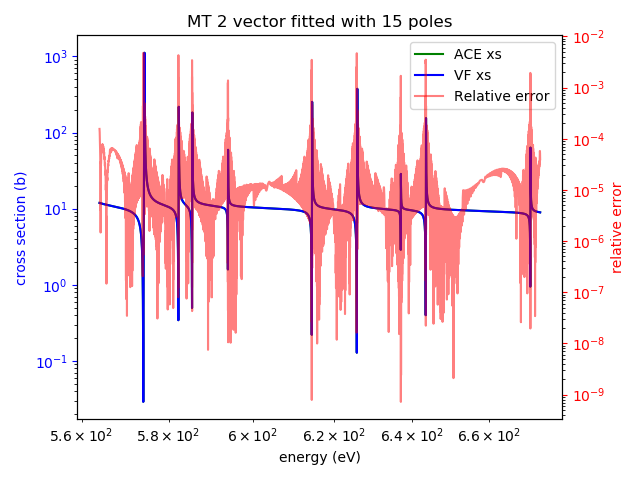 MT 2 vector fitted with 15 poles
ACE xs
VF xs
Relative error
cross section (b)
10³
10²
10¹
10⁰
10⁻¹
10⁻²
10⁻³
10⁻⁴
10⁻⁵
10⁻⁶
10⁻⁷
10⁻⁸
10⁻⁹
relative error
5.6 × 10² 5.8 × 10² 6 × 10² 6.2 × 10² 6.4 × 10² 6.6 × 10²
energy (eV)